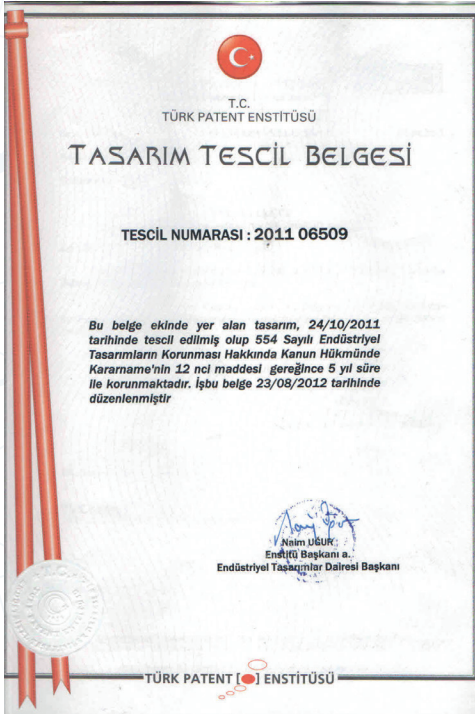 T.C.
TÜRK PATENT ENSTİTÜSÜ
TASARIM TESCİL BELGESİ
TESCİL NUMARASI : 2011 06509
Bu belge ekinde yer alan tasarım, 24/10/2011
tarihinde tescil edilmiş olup 554 Sayılı Endüstriyel
Tasarımların Korunması Hakkında Kanun Hükmünde
Kararname'nin 12 nci maddesi gereğince 5 yıl süre
ile korunmaktadır. İşbu belge 23/08/2012 tarihinde
düzenlenmiştir
Naim UĞUR
Enstitü Başkanı a.
Endüstriyel Tasarımlar Dairesi Başkanı
TÜRK PATENT [ ] ENSTİTÜSÜ